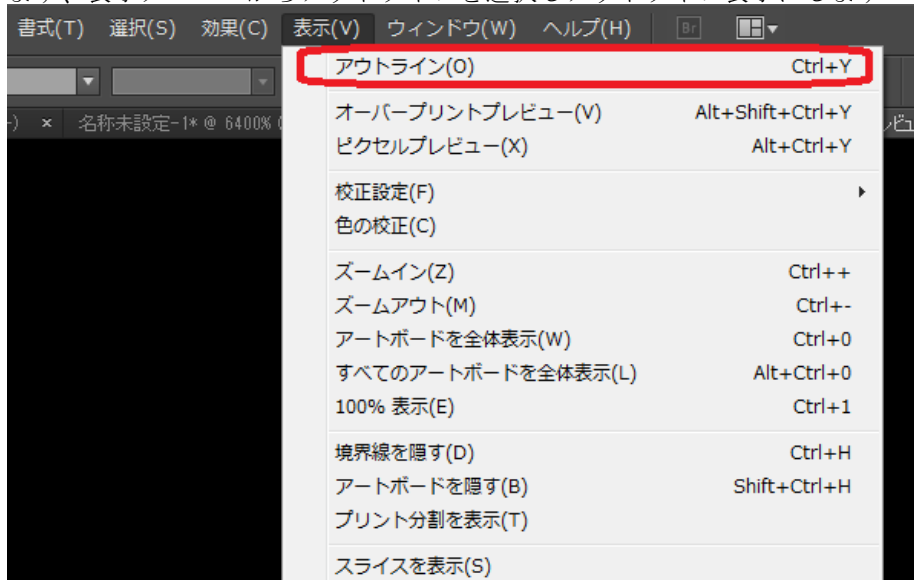 書式(T) 選択(S) 効果(C) 表示(V) ウィンドウ(W) ヘルプ(H) Br
アウトライン(O) Ctrl+Y
× 名称未設定-1* @ 6400%
オーバープリントプレビュー(V) Alt+Shift+Ctrl+Y
ピクセルプレビュー(X) Alt+Ctrl+Y
校正設定(F)
色の校正(C)
ズームイン(Z) Ctrl++
ズームアウト(M) Ctrl+-
アートボードを全体表示(W) Ctrl+0
すべてのアートボードを全体表示(L) Alt+Ctrl+0
100% 表示(E) Ctrl+1
境界線を隠す(D) Ctrl+H
アートボードを隠す(B) Shift+Ctrl+H
プリント分割を表示(T)
スライスを表示(S)